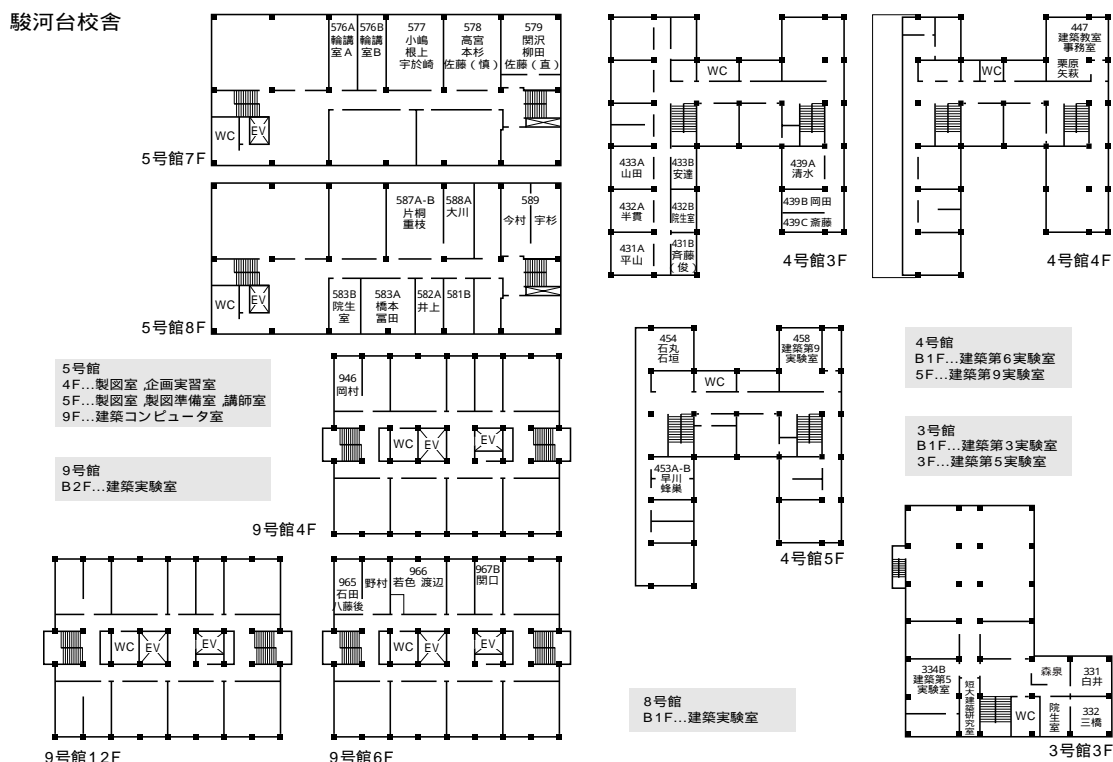 駿河台校舎
576A
輪講
室A
576B
輪講
室B
577
小嶋
根上
宇於崎
578
高宮
本杉
佐藤（慎）
579
関沢
柳田
佐藤（直）
WC
EV
5号館7F
587A-B
片桐
重枝
588A
大川
589
今村 宇杉
WC
EV
583B
院生
室
583A
橋本
冨田
582A
井上
581B
5号館8F
WC
433A
山田
433B
安達
439A
清水
432A
半貫
432B
院生室
439B 岡田
439C 斎藤
431A
平山
431B
斉藤
（俊）
4号館3F
447
建築教室
事務室
栗原
矢萩
WC
4号館4F
5号館
4F...製図室,企画実習室
5F...製図室,製図準備室,講師室
9F...建築コンピュータ室
9号館
B2F...建築実験室
946
岡村
WC
EV
EV
9号館4F
454
石丸
石垣
458
建築第9
実験室
WC
453A-B
早川
蜂巣
4号館5F
4号館
B1F...建築第6実験室
5F...建築第9実験室
3号館
B1F...建築第3実験室
3F...建築第5実験室
WC
EV
EV
9号館12F
965
石田
八藤後
野村
966
若色 渡辺
967B
関口
WC
EV
EV
9号館6F
8号館
B1F...建築実験室
334B
建築第5
実験室
短大建築研究室
森泉
331
白井
WC
院生室
332
三橋
3号館3F